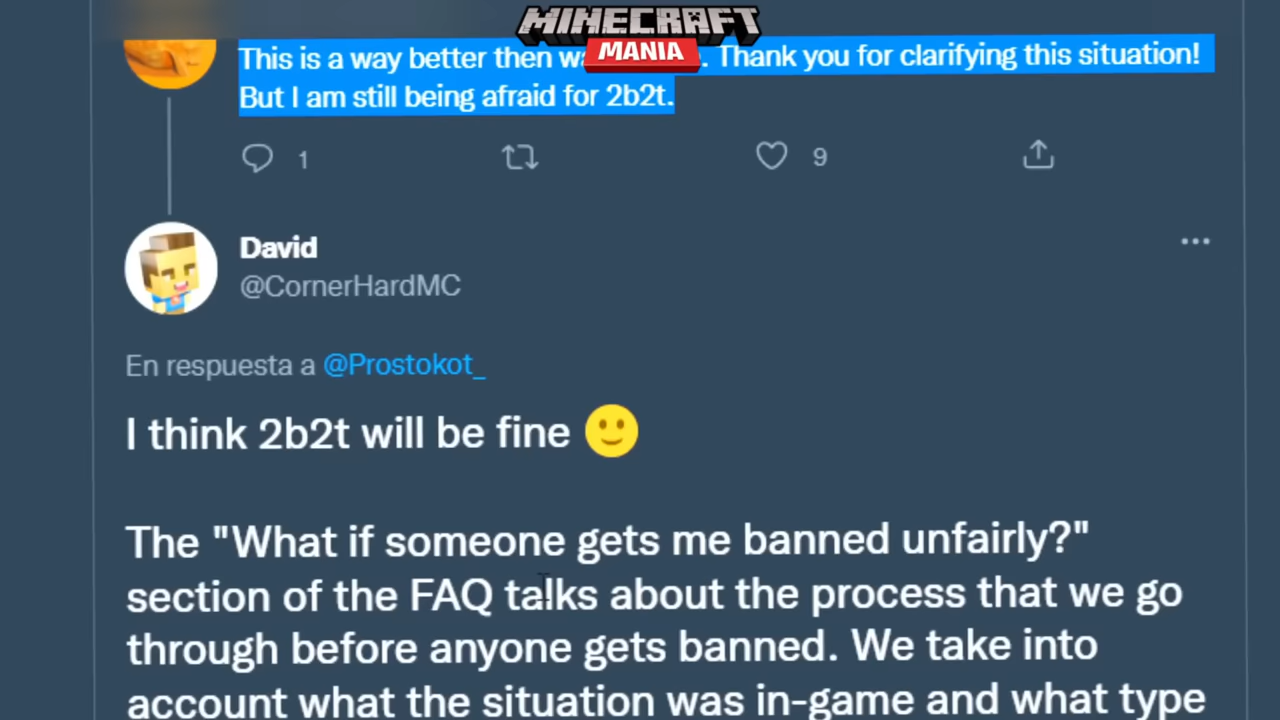 MINECRAFT
MANIA
This is a way better then . Thank you for clarifying this situation!
But I am still being afraid for 2b2t.
1
9
David
@CornerHardMC
En respuesta a @Prostokot_
I think 2b2t will be fine 🙂
The "What if someone gets me banned unfairly?"
section of the FAQ talks about the process that we go
through before anyone gets banned. We take into
account what the situation was in-game and what type